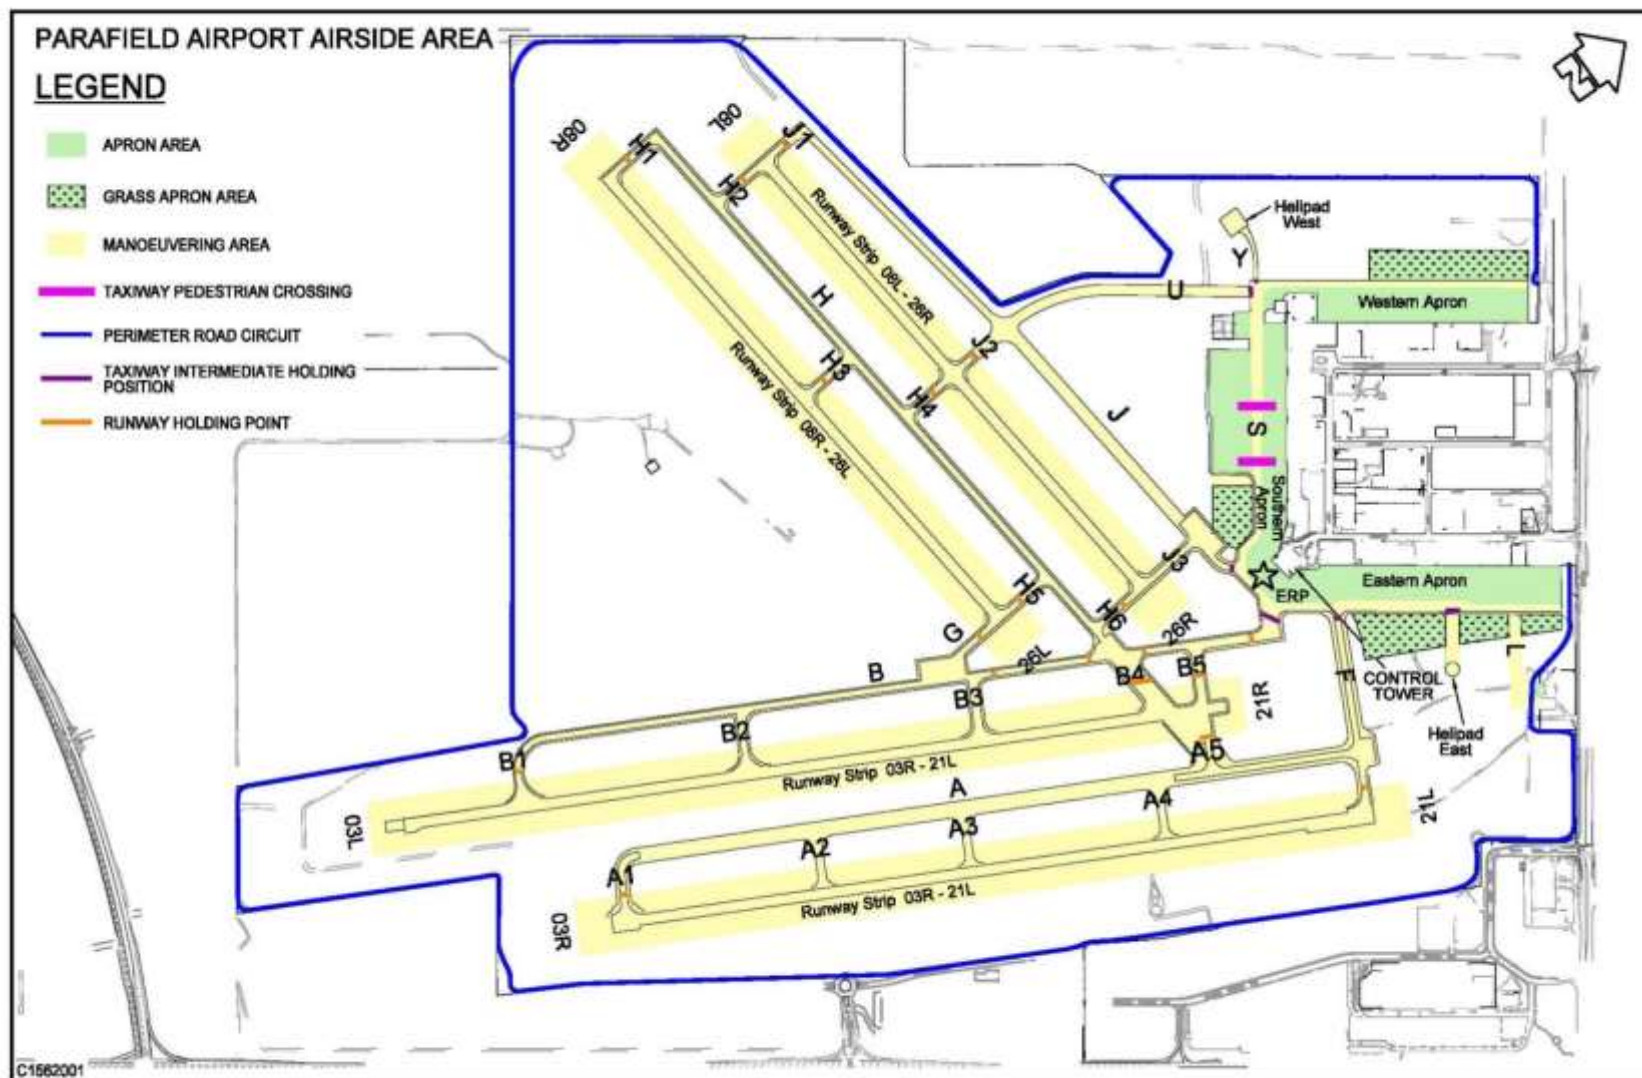 PARAFIELD AIRPORT AIRSIDE AREA
LEGEND
APRON AREA
GRASS APRON AREA
MANOEUVERING AREA
TAXIWAY PEDESTRIAN CROSSING
PERIMETER ROAD CIRCUIT
TAXIWAY INTERMEDIATE HOLDING
POSITION
RUNWAY HOLDING POINT
N
08R
08L
H1
J1
H2
Runway Strip 08L - 26R
H
Helipad
West
Y
U
Western Apron
J2
H3
H4
Runway Strip 08R - 26L
J
S
Southern
Apron
J3
Eastern Apron
ERP
H5
H6
G
26R
26L
B
B4
B5
F
L
CONTROL
TOWER
B3
21R
Helipad
East
B2
B1
A5
Runway Strip 03R - 21L
A
A4
21L
03L
A3
A2
A1
Runway Strip 03R - 21L
03R
C1562001